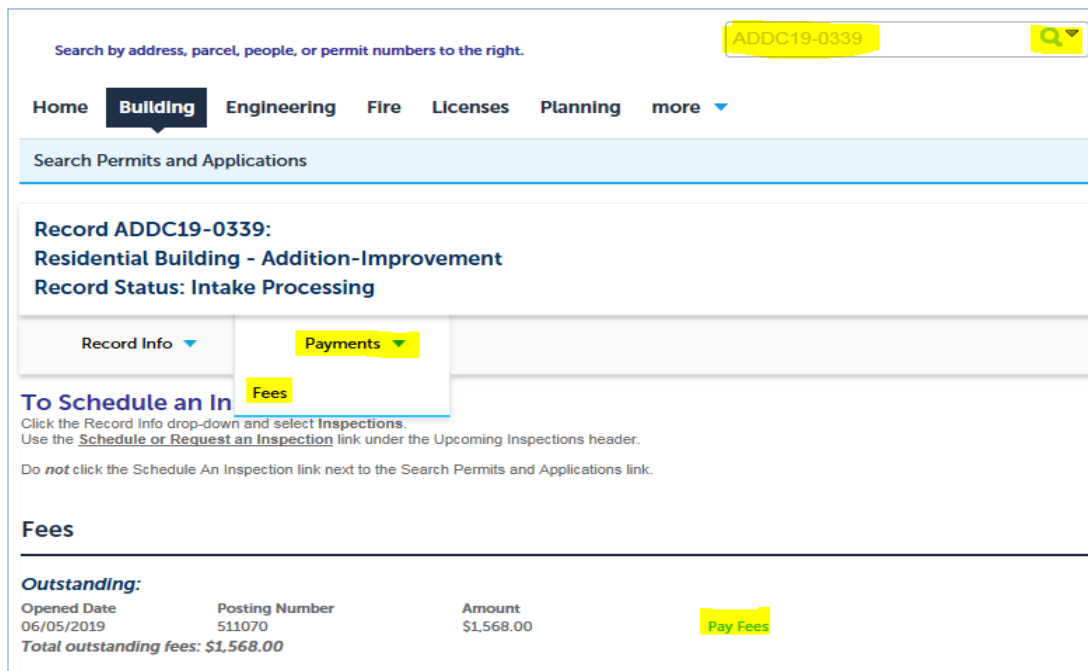 Search by address, parcel, people, or permit numbers to the right.
ADDC19-0339
Home Building Engineering Fire Licenses Planning more
Search Permits and Applications
Record ADDC19-0339:
Residential Building - Addition-Improvement
Record Status: Intake Processing
Record Info Payments
Fees
To Schedule an In
Click the Record Info drop-down and select Inspections.
Use the Schedule or Request an Inspection link under the Upcoming Inspections header.
Do not click the Schedule An Inspection link next to the Search Permits and Applications link.
Fees
Outstanding:
Opened Date Posting Number Amount
06/05/2019 511070 $1,568.00 Pay Fees
Total outstanding fees: $1,568.00